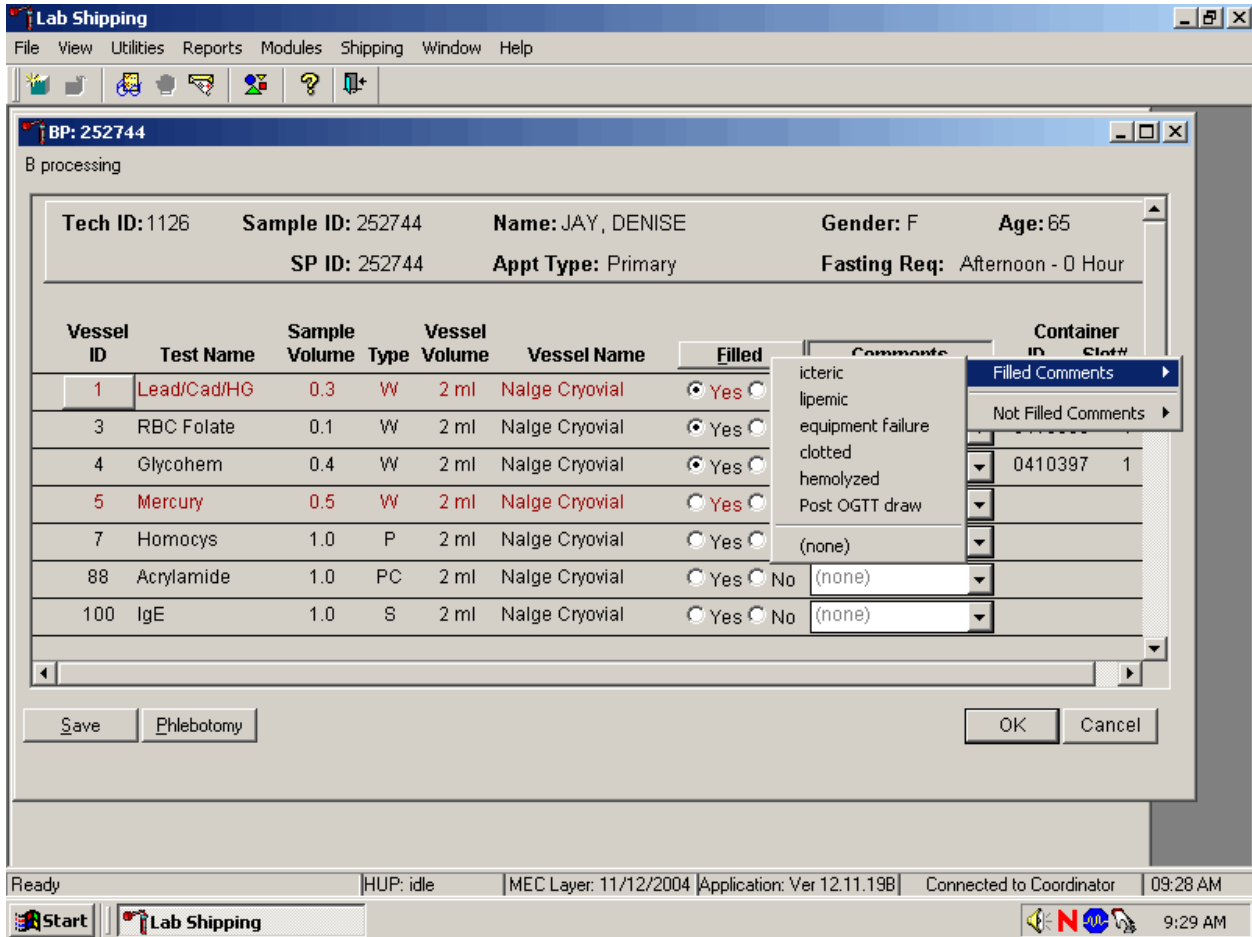 Lab Shipping
File View Utilities Reports Modules Shipping Window Help
BP: 252744
B processing
Tech ID: 1126 Sample ID: 252744 Name: JAY, DENISE Gender: F Age: 65
SP ID: 252744 Appt Type: Primary Fasting Req: Afternoon - 0 Hour
Vessel Sample Vessel Container
ID Test Name Volume Type Volume Vessel Name Filled Comments ID Slot#
1 Lead/Cad/HG 0.3 W 2 ml Nalge Cryovial Yes
3 RBC Folate 0.1 W 2 ml Nalge Cryovial Yes
4 Glycohem 0.4 W 2 ml Nalge Cryovial Yes 0410397 1
5 Mercury 0.5 W 2 ml Nalge Cryovial Yes
7 Homocys 1.0 P 2 ml Nalge Cryovial Yes
88 Acrylamide 1.0 PC 2 ml Nalge Cryovial Yes No (none)
100 IgE 1.0 S 2 ml Nalge Cryovial Yes No (none)
icteric
lipemic
equipment failure
clotted
hemolyzed
Post OGTT draw
(none)
Filled Comments
Not Filled Comments
Save Phlebotomy OK Cancel
Ready HUP: idle MEC Layer: 11/12/2004 Application: Ver 12.11.19B Connected to Coordinator 09:28 AM
Start Lab Shipping N 9:29 AM